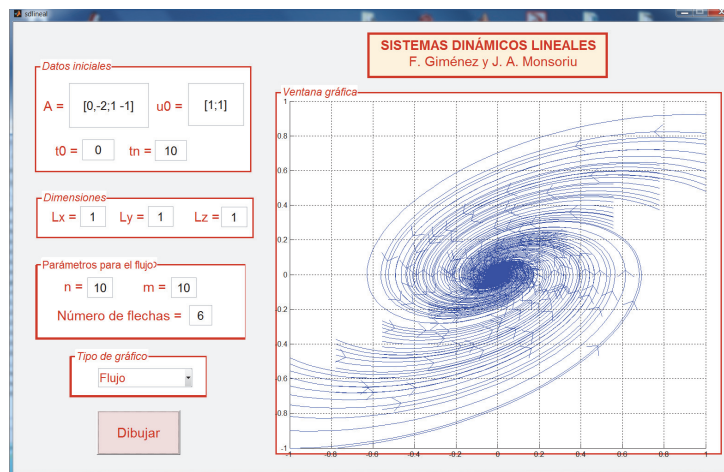 sdlineal
SISTEMAS DINÁMICOS LINEALES
F. Giménez y J. A. Monsoriu
Datos iniciales
A = [0,-2;1 -1] u0 = [1;1]
t0 = 0 tn = 10
Dimensiones
Lx = 1 Ly = 1 Lz = 1
Parámetros para el flujo
n = 10 m = 10
Número de flechas = 6
Tipo de gráfico
Flujo
Dibujar
Ventana gráfica
1
0.8
0.6
0.4
0.2
0
-0.2
-0.4
-0.6
-0.8
-1
-1 -0.8 -0.6 -0.4 -0.2 0 0.2 0.4 0.6 0.8 1